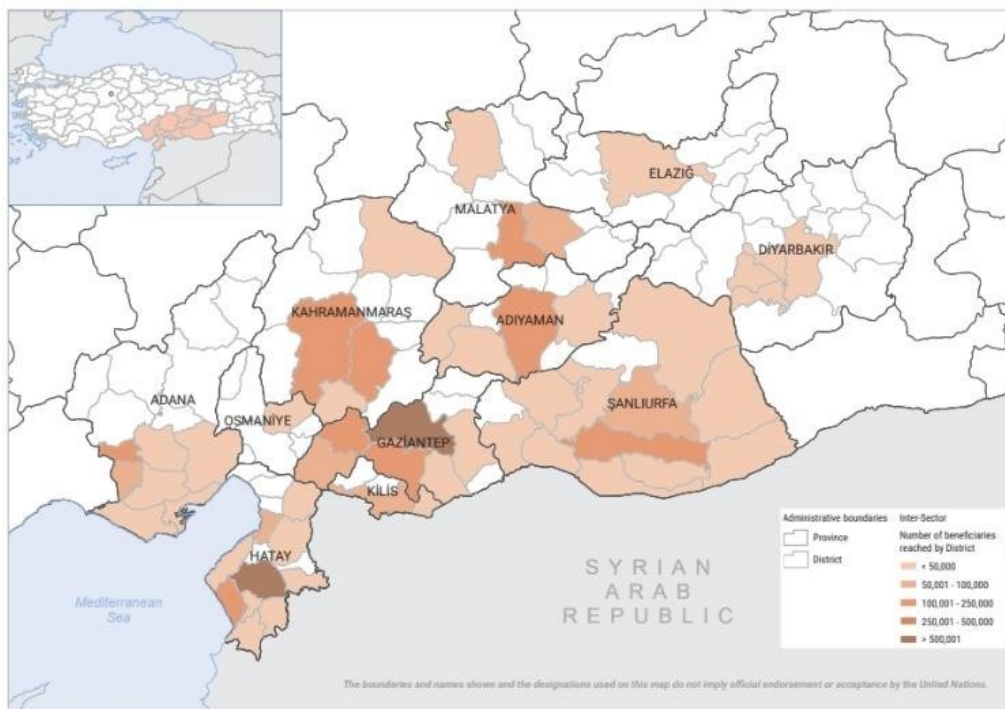 ELAZIĞ
MALATYA
DİYARBAKIR
KAHRAMANMARAŞ
ADIYAMAN
ADANA
OSMANİYE
ŞANLIURFA
GAZİANTEP
KİLİS
HATAY
Mediterranean
Sea
SYRIAN
ARAB
REPUBLIC
Administrative boundaries
Province
District
Inter-Sector
Number of beneficiaries
reached by District
< 50,000
50,001 - 100,000
100,001 - 250,000
250,001 - 500,000
> 500,001
The boundaries and names shown and the designations used on this map do not imply official endorsement or acceptance by the United Nations.